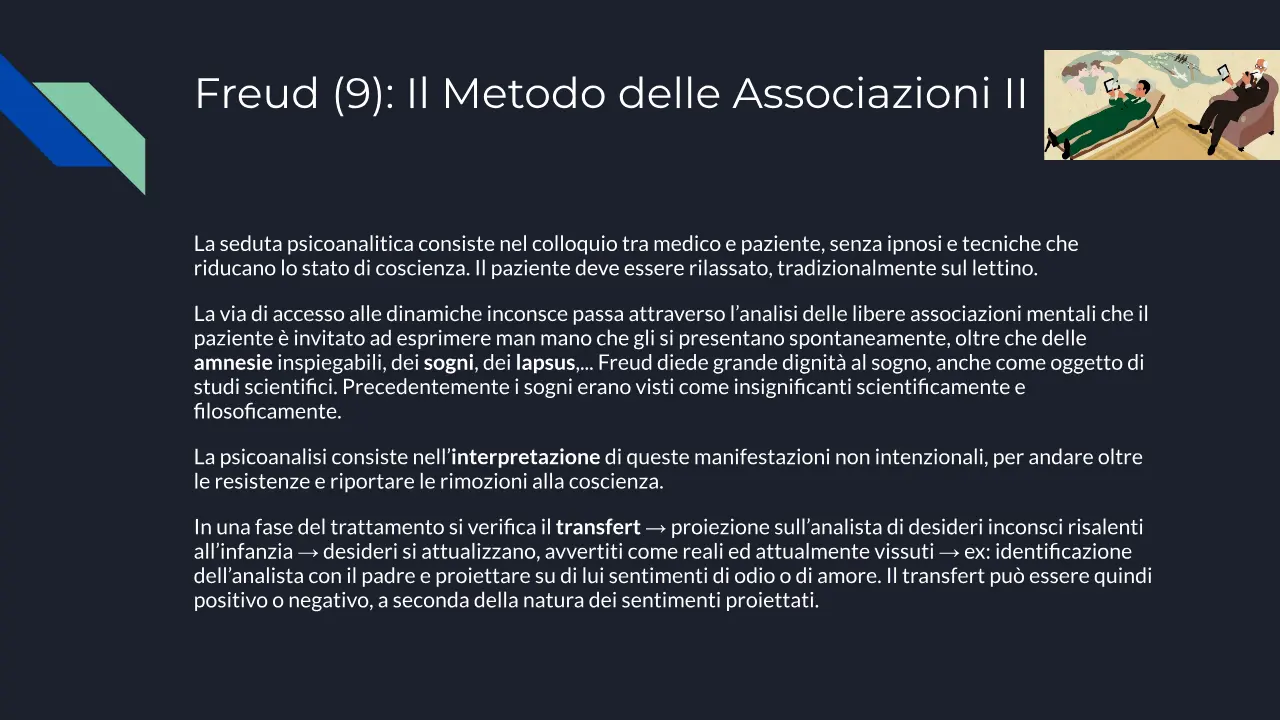 Freud (9): Il Metodo delle Associazioni II
La seduta psicoanalitica consiste nel colloquio tra medico e paziente, senza ipnosi e tecniche che
riducano lo stato di coscienza. Il paziente deve essere rilassato, tradizionalmente sul lettino.
La via di accesso alle dinamiche inconsce passa attraverso l’analisi delle libere associazioni mentali che il
paziente è invitato ad esprimere man mano che gli si presentano spontaneamente, oltre che delle
amnesie inspiegabili, dei sogni, dei lapsus,... Freud diede grande dignità al sogno, anche come oggetto di
studi scientifici. Precedentemente i sogni erano visti come insignificanti scientificamente e
filosoficamente.
La psicoanalisi consiste nell’interpretazione di queste manifestazioni non intenzionali, per andare oltre
le resistenze e riportare le rimozioni alla coscienza.
In una fase del trattamento si verifica il transfert → proiezione sull’analista di desideri inconsci risalenti
all’infanzia → desideri si attualizzano, avvertiti come reali ed attualmente vissuti → ex: identificazione
dell’analista con il padre e proiettare su di lui sentimenti di odio o di amore. Il transfert può essere quindi
positivo o negativo, a seconda della natura dei sentimenti proiettati.